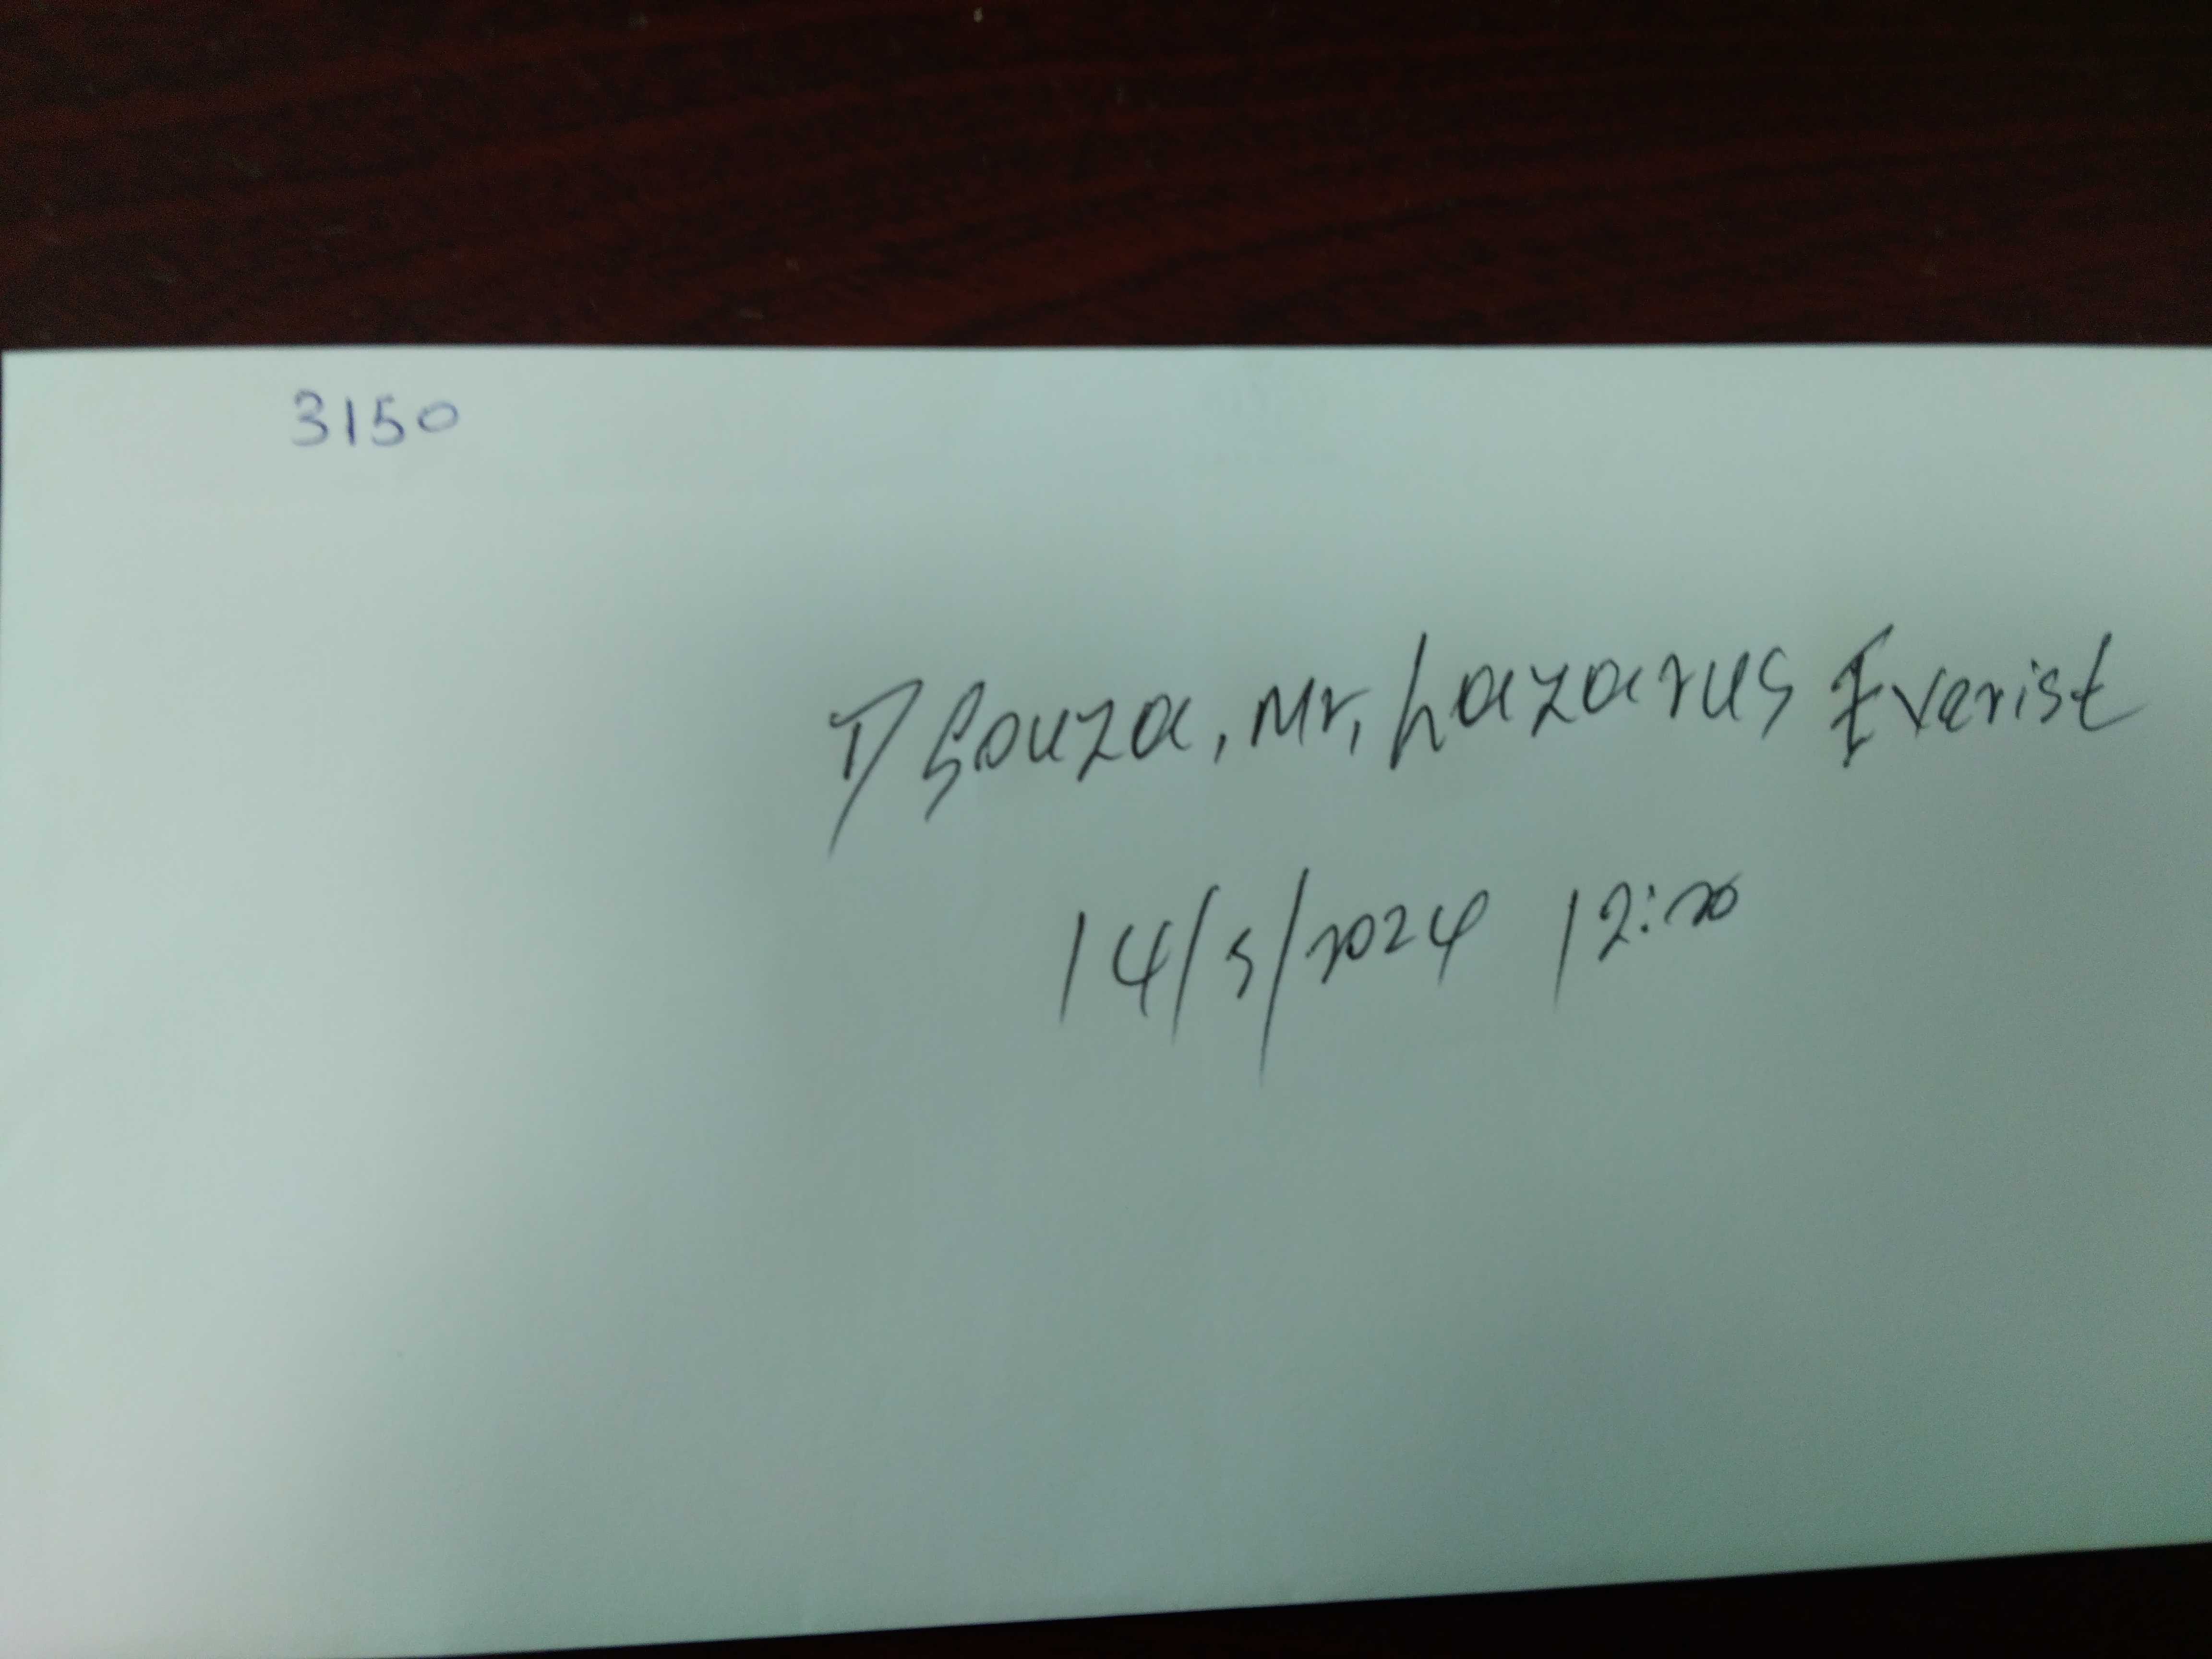 3150
D Souza, Mr, Lazarus Everist
14/5/2024 12:20